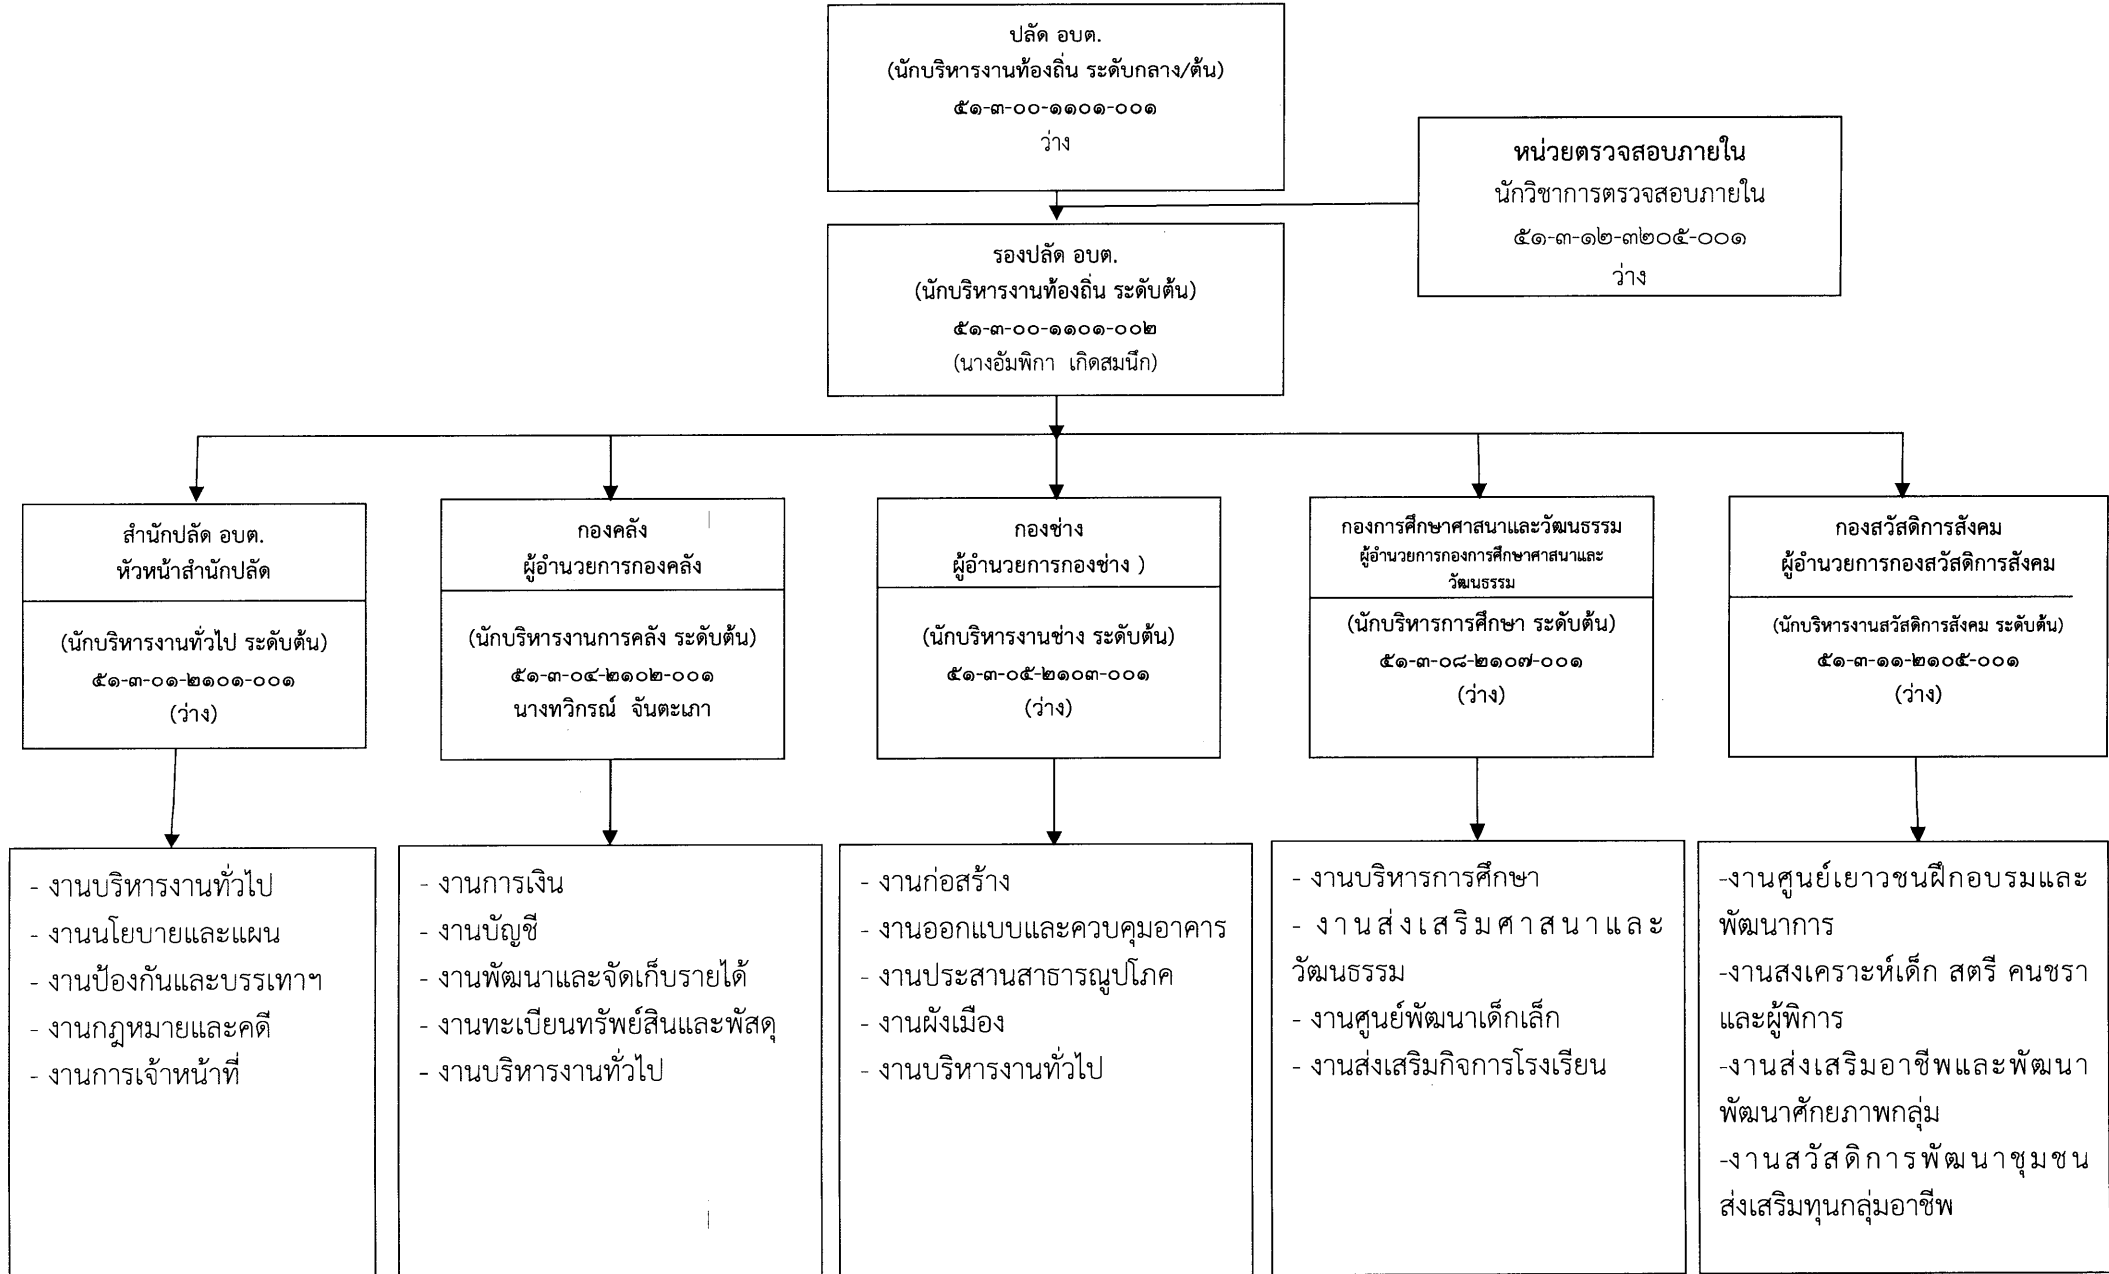 ปลัด อบต.
(นักบริหารงานท้องถิ่น ระดับกลาง/ต้น)
๕๑-๓-๐๐-๑๑๐๑-๐๐๑
ว่าง
หน่วยตรวจสอบภายใน
นักวิชาการตรวจสอบภายใน
๕๑-๓-๑๒-๓๒๐๕-๐๐๑
ว่าง
รองปลัด อบต.
(นักบริหารงานท้องถิ่น ระดับต้น)
๕๑-๓-๐๐-๑๑๐๑-๐๐๒
(นางอัมพิกา เกิดสมนึก)
สำนักปลัด อบต.
หัวหน้าสำนักปลัด
(นักบริหารงานทั่วไป ระดับต้น)
๕๑-๓-๐๑-๒๑๐๑-๐๐๑
(ว่าง)
กองคลัง
ผู้อำนวยการกองคลัง
(นักบริหารงานการคลัง ระดับต้น)
๕๑-๓-๐๔-๒๑๐๒-๐๐๑
นางทวิกรณ์ จันตะเภา
กองช่าง
ผู้อำนวยการกองช่าง )
(นักบริหารงานช่าง ระดับต้น)
๕๑-๓-๐๕-๒๑๐๓-๐๐๑
(ว่าง)
กองการศึกษาศาสนาและวัฒนธรรม
ผู้อำนวยการกองการศึกษาศาสนาและ
วัฒนธรรม
(นักบริหารการศึกษา ระดับต้น)
๕๑-๓-๐๘-๒๑๐๗-๐๐๑
(ว่าง)
กองสวัสดิการสังคม
ผู้อำนวยการกองสวัสดิการสังคม
(นักบริหารงานสวัสดิการสังคม ระดับต้น)
๕๑-๓-๑๑-๒๑๐๕-๐๐๑
(ว่าง)
- งานบริหารงานทั่วไป
- งานนโยบายและแผน
- งานป้องกันและบรรเทาฯ
- งานกฎหมายและคดี
- งานการเจ้าหน้าที่
- งานการเงิน
- งานบัญชี
- งานพัฒนาและจัดเก็บรายได้
- งานทะเบียนทรัพย์สินและพัสดุ
- งานบริหารงานทั่วไป
- งานก่อสร้าง
- งานออกแบบและควบคุมอาคาร
- งานประสานสาธารณูปโภค
- งานผังเมือง
- งานบริหารงานทั่วไป
- งานบริหารการศึกษา
- งานส่งเสริมศาสนาและ
วัฒนธรรม
- งานศูนย์พัฒนาเด็กเล็ก
- งานส่งเสริมกิจการโรงเรียน
-งานศูนย์เยาวชนฝึกอบรมและ
พัฒนาการ
-งานสงเคราะห์เด็ก สตรี คนชรา
และผู้พิการ
-งานส่งเสริมอาชีพและพัฒนา
พัฒนาศักยภาพกลุ่ม
-งานสวัสดิการพัฒนาชุมชน
ส่งเสริมทุนกลุ่มอาชีพ